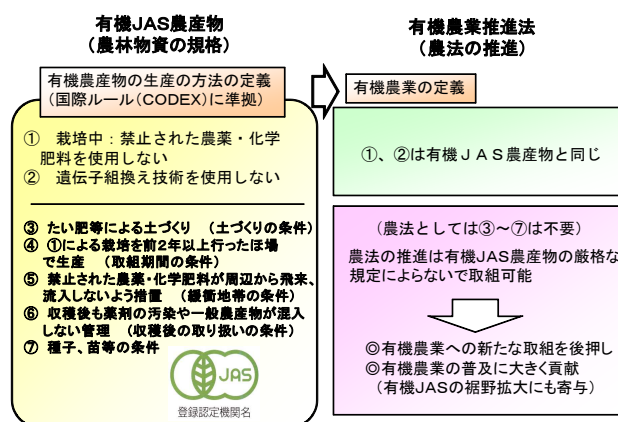 有機JAS農産物
(農林物資の規格)
有機農産物の生産の方法の定義
(国際ルール(CODEX)に準拠)
① 栽培中:禁止された農薬・化学
肥料を使用しない
② 遺伝子組換え技術を使用しない
③ たい肥等による土づくり (土づくりの条件)
④ ①による栽培を前2年以上行ったほ場
で生産 (取組期間の条件)
⑤ 禁止された農薬・化学肥料が周辺から飛来、
流入しないよう措置 (緩衝地帯の条件)
⑥ 収穫後も薬剤の汚染や一般農産物が混入
しない管理 (収穫後の取り扱いの条件)
⑦ 種子、苗等の条件
JAS
登録認定機関名
有機農業推進法
(農法の推進)
有機農業の定義
①、②は有機JAS農産物と同じ
(農法としては③~⑦は不要)
農法の推進は有機JAS農産物の厳格な
規定によらないで取組可能
◎有機農業への新たな取組を後押し
◎有機農業の普及に大きく貢献
(有機JASの裾野拡大にも寄与)